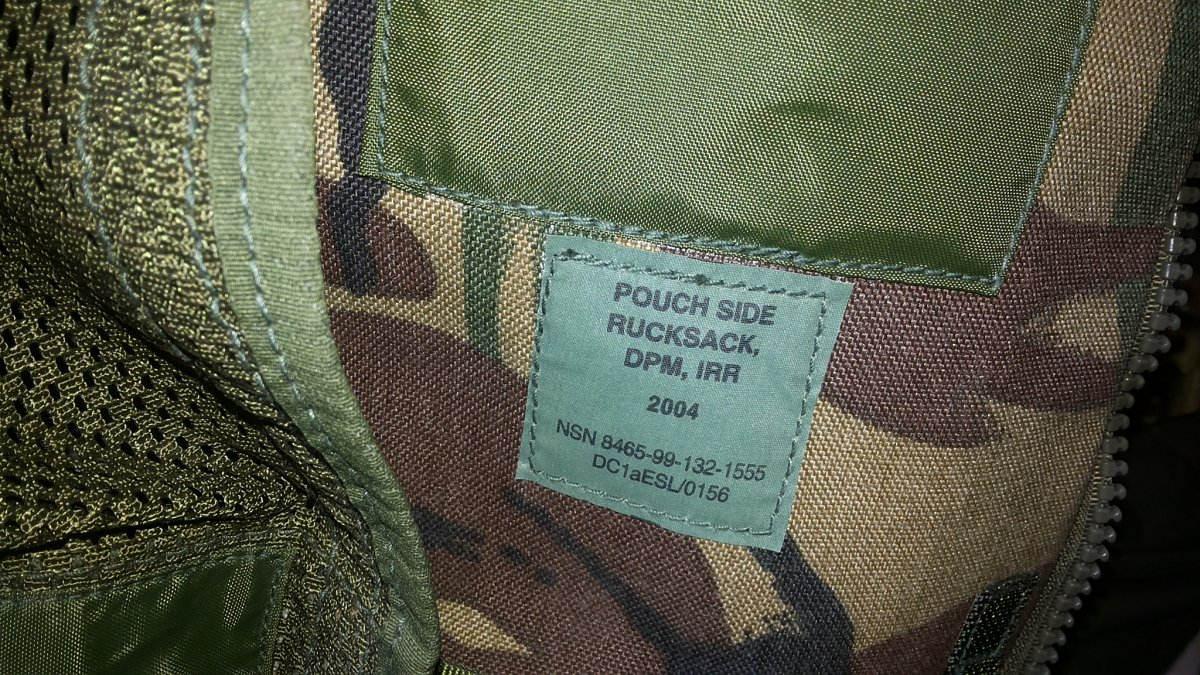 POUCH SIDE
RUCKSACK,
DPM, IRR
2004
NSN 8465-99-132-1555
DC1aESL/0156